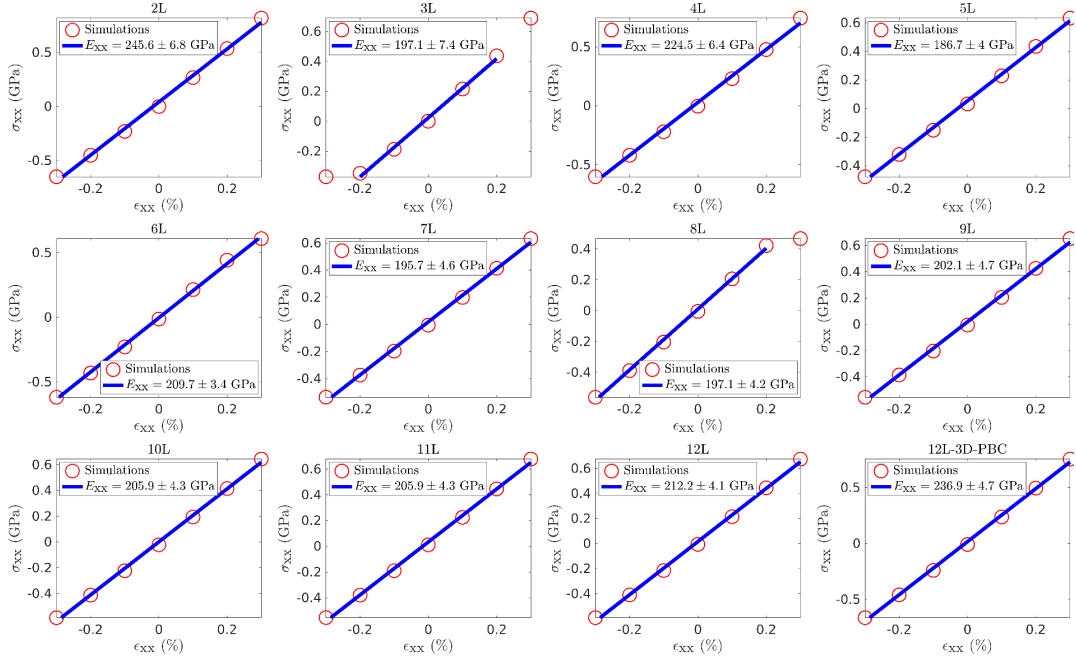 2L
Simulations
E_XX = 245.6 ± 6.8 GPa
0.5
0
-0.5
-0.2
0
0.2
σ_XX (GPa)
ϵ_XX (%)
3L
Simulations
E_XX = 197.1 ± 7.4 GPa
0.6
0.4
0.2
0
-0.2
-0.2
0
0.2
σ_XX (GPa)
ϵ_XX (%)
4L
Simulations
E_XX = 224.5 ± 6.4 GPa
0.5
0
-0.5
-0.2
0
0.2
σ_XX (GPa)
ϵ_XX (%)
5L
Simulations
E_XX = 186.7 ± 4 GPa
0.6
0.4
0.2
0
-0.2
-0.4
-0.2
0
0.2
σ_XX (GPa)
ϵ_XX (%)
6L
Simulations
E_XX = 209.7 ± 3.4 GPa
0.5
0
-0.5
-0.2
0
0.2
σ_XX (GPa)
ϵ_XX (%)
7L
Simulations
E_XX = 195.7 ± 4.6 GPa
0.6
0.4
0.2
0
-0.2
-0.4
-0.2
0
0.2
σ_XX (GPa)
ϵ_XX (%)
8L
Simulations
E_XX = 197.1 ± 4.2 GPa
0.4
0.2
0
-0.2
-0.4
-0.2
0
0.2
σ_XX (GPa)
ϵ_XX (%)
9L
Simulations
E_XX = 202.1 ± 4.7 GPa
0.6
0.4
0.2
0
-0.2
-0.4
-0.2
0
0.2
σ_XX (GPa)
ϵ_XX (%)
10L
Simulations
E_XX = 205.9 ± 4.3 GPa
0.6
0.4
0.2
0
-0.2
-0.4
-0.2
0
0.2
σ_XX (GPa)
ϵ_XX (%)
11L
Simulations
E_XX = 205.9 ± 4.3 GPa
0.6
0.4
0.2
0
-0.2
-0.4
-0.2
0
0.2
σ_XX (GPa)
ϵ_XX (%)
12L
Simulations
E_XX = 212.2 ± 4.1 GPa
0.6
0.4
0.2
0
-0.2
-0.4
-0.2
0
0.2
σ_XX (GPa)
ϵ_XX (%)
12L-3D-PBC
Simulations
E_XX = 236.9 ± 4.7 GPa
0.5
0
-0.5
-0.2
0
0.2
σ_XX (GPa)
ϵ_XX (%)